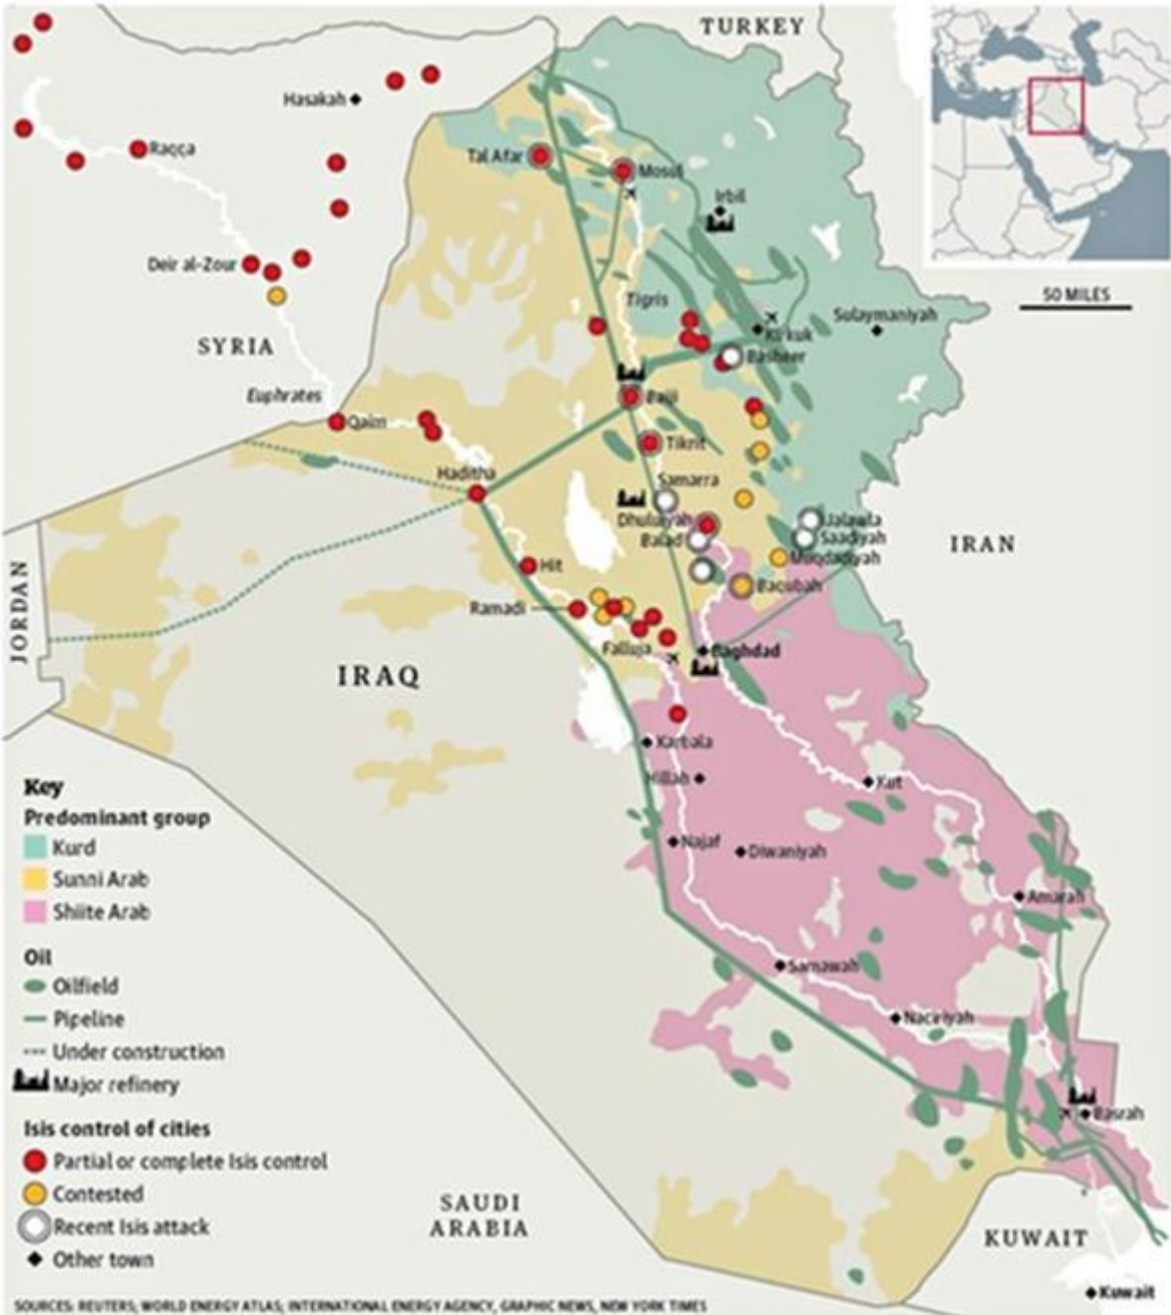 TURKEY
Hasakah
Raqqa
Tal Afar
Mosul
Irbil
Deir al-Zour
50 MILES
Tigris
Sulaymaniyah
Kirkuk
SYRIA
Basheer
Euphrates
Baiji
Qaim
Tikrit
Haditha
Samarra
Dhuluiyah
Jalawla
Balad
Saadiyah
IRAN
Muqdadiyah
Hit
Baqubah
JORDAN
Ramadi
Falluja
Baghdad
IRAQ
Karbala
Hillah
Kut
Najaf
Diwaniyah
Amarah
Samawah
Naciriyah
Basrah
Key
Predominant group
Kurd
Sunni Arab
Shiite Arab
Oil
Oilfield
Pipeline
Under construction
Major refinery
Isis control of cities
Partial or complete Isis control
Contested
Recent Isis attack
Other town
SAUDI
ARABIA
KUWAIT
Kuwait
SOURCES: REUTERS; WORLD ENERGY ATLAS; INTERNATIONAL ENERGY AGENCY, GRAPHIC NEWS, NEW YORK TIMES